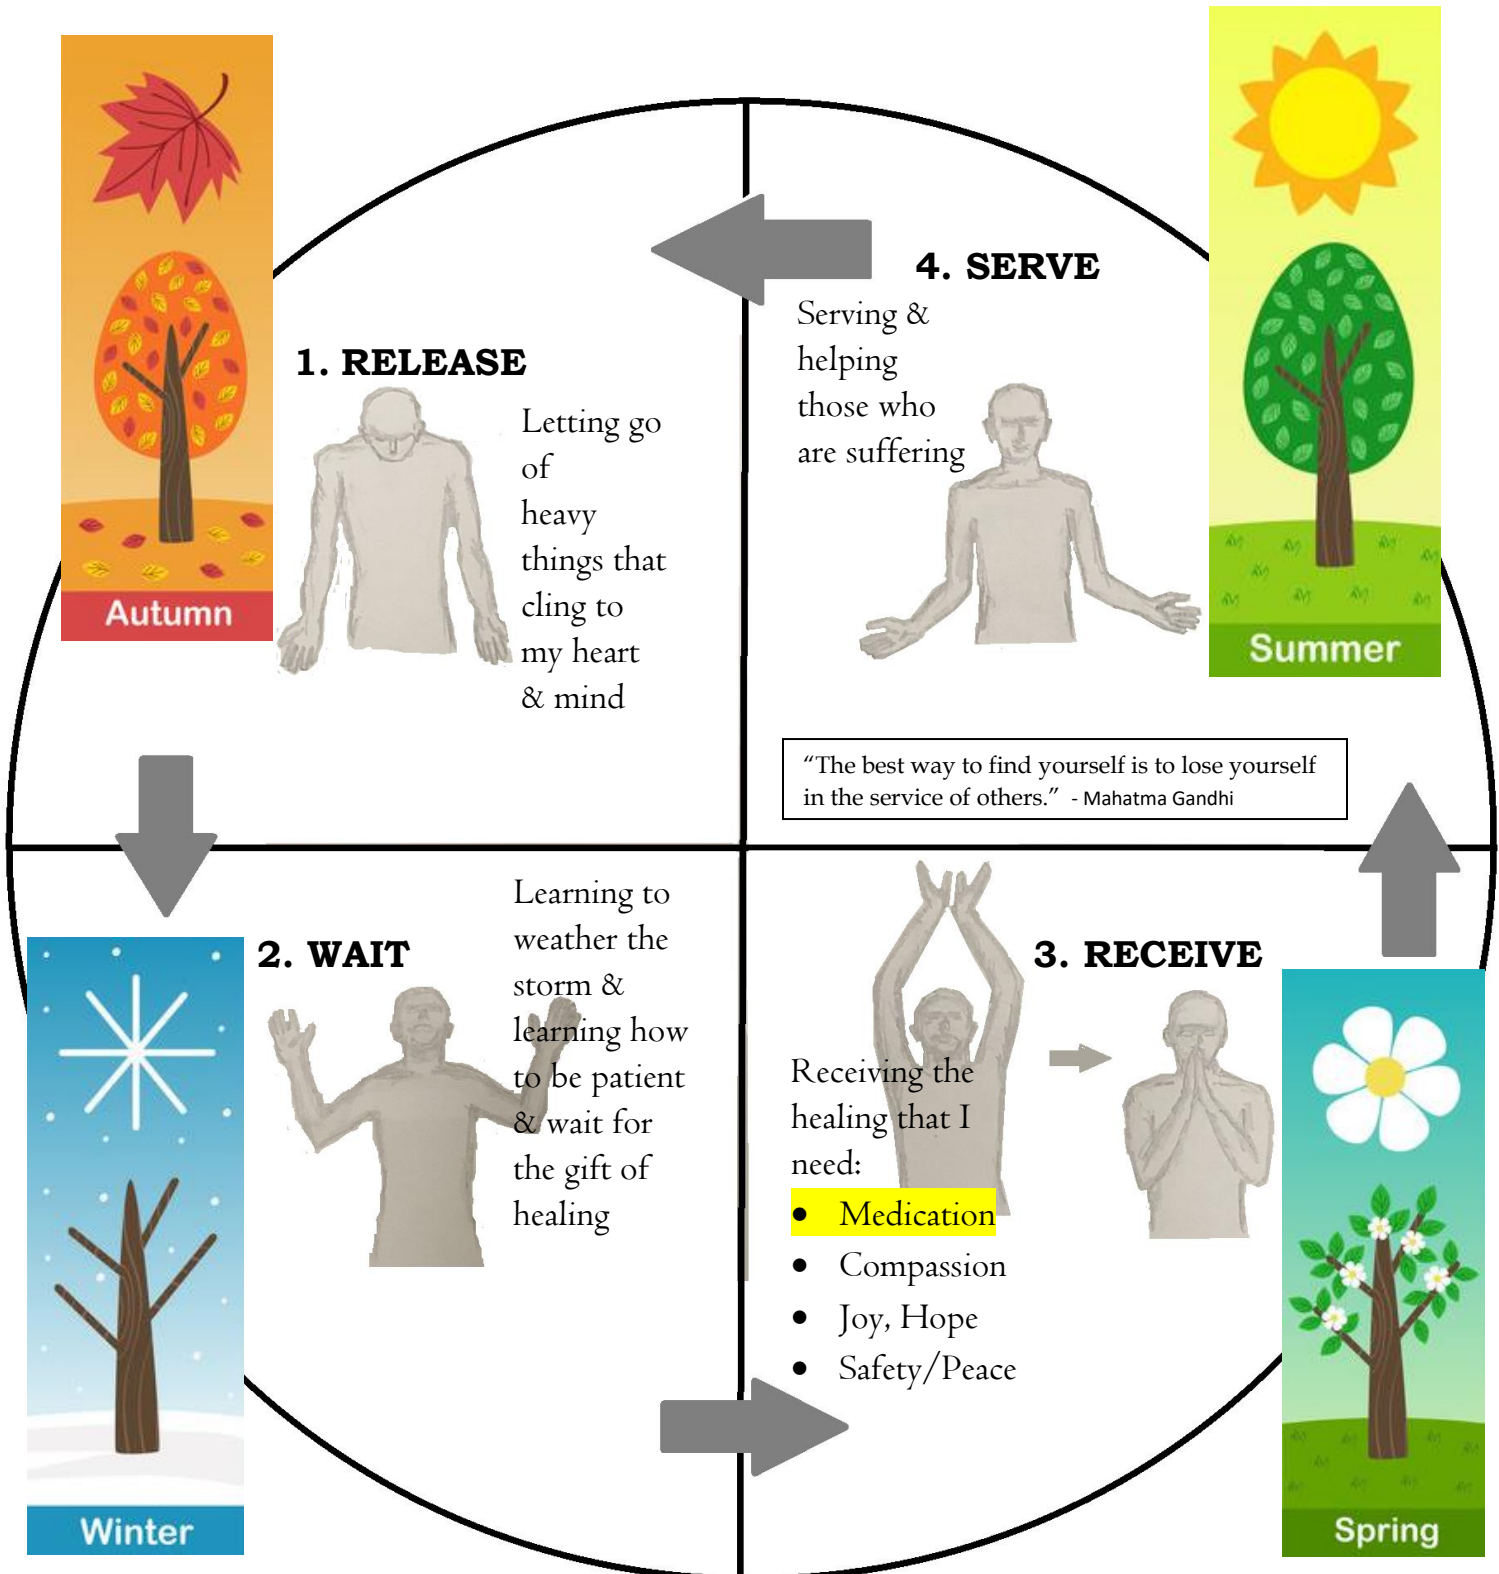 1. RELEASE
Letting go
of
heavy
things that
cling to
my heart
& mind
Autumn
2. WAIT
Learning to
weather the
storm &
learning how
to be patient
& wait for
the gift of
healing
Winter
3. RECEIVE
Receiving the
healing that I
need:
• Medication
• Compassion
• Joy, Hope
• Safety/Peace
Spring
4. SERVE
Serving &
helping
those who
are suffering
Summer
“The best way to find yourself is to lose yourself
in the service of others.” - Mahatma Gandhi